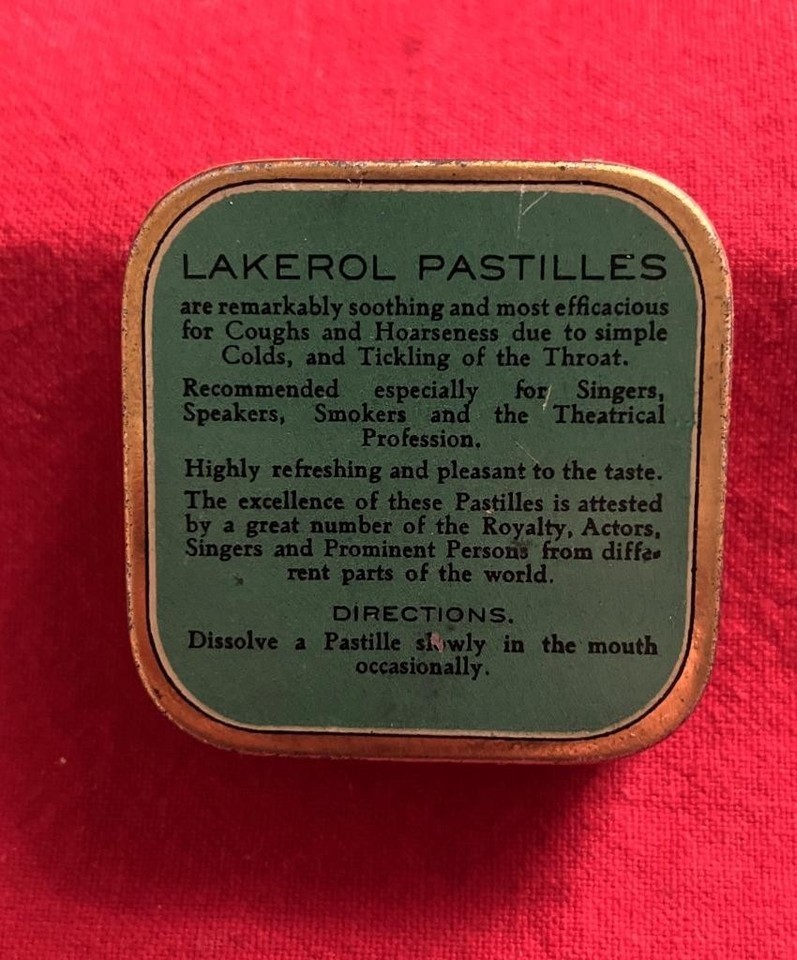 LAKEROL PASTILLES
are remarkably soothing and most efficacious
for Coughs and Hoarseness due to simple
Colds, and Tickling of the Throat.
Recommended especially for Singers,
Speakers, Smokers and the Theatrical
Profession.
Highly refreshing and pleasant to the taste.
The excellence of these Pastilles is attested
by a great number of the Royalty, Actors,
Singers and Prominent Persons from diffe-
rent parts of the world.
DIRECTIONS.
Dissolve a Pastille slowly in the mouth
occasionally.